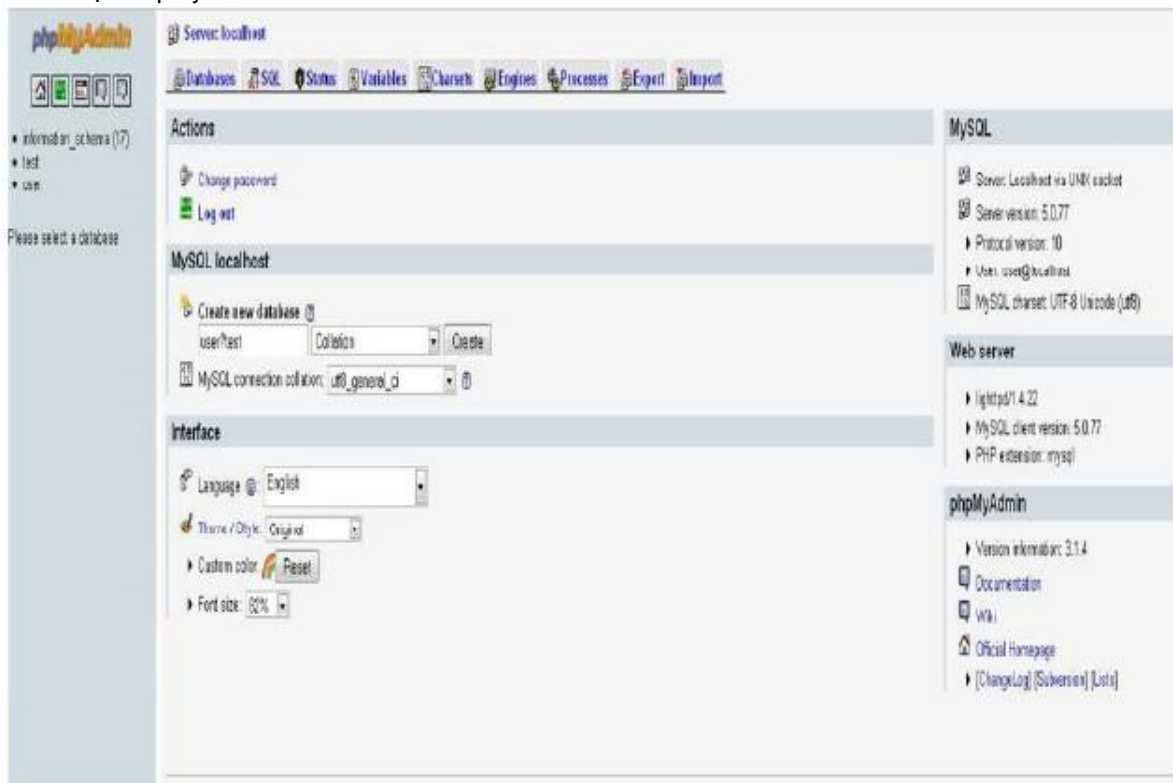 phpMyAdmin
information_schema (17)
test
user
Please select a database
Server: localhost
Databases SQL Status Variables Charsets Engines Processes Export Import
Actions
Change password
Log out
MySQL localhost
Create new database
user?test Collation Create
MySQL connection collation: utf8_general_ci
Interface
Language English
Theme / Style: Original
Custom color: Reset
Font size: 82%
MySQL
Server: Localhost via UNIX socket
Server version: 5.0.77
Protocol version: 10
User: user@localhost
MySQL charset: UTF-8 Unicode (utf8)
Web server
lighttpd/1.4.22
MySQL client version: 5.0.77
PHP extension: mysql
phpMyAdmin
Version information: 3.1.4
Documentation
Wiki
Official Homepage
[ChangeLog] [Subversion] [Lists]